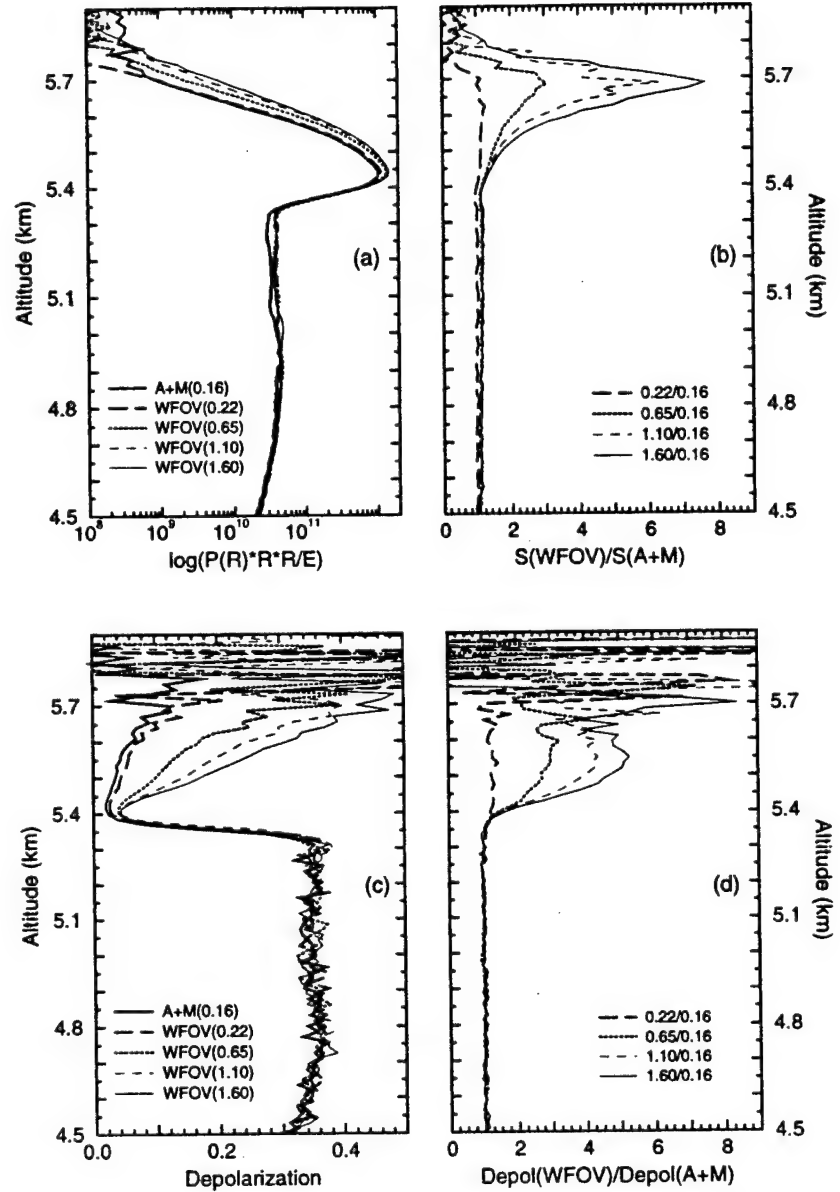 5.7
5.4
5.1
4.8
4.5
Altitude (km)
(a)
A+M(0.16)
WFOV(0.22)
WFOV(0.65)
WFOV(1.10)
WFOV(1.60)
10^8
10^9
10^10
10^11
log(P(R)*R*R/E)
5.7
5.4
5.1
4.8
4.5
Altitude (km)
(b)
0.22/0.16
0.65/0.16
1.10/0.16
1.60/0.16
0 2 4 6 8
S(WFOV)/S(A+M)
5.7
5.4
5.1
4.8
4.5
Altitude (km)
(c)
A+M(0.16)
WFOV(0.22)
WFOV(0.65)
WFOV(1.10)
WFOV(1.60)
0.0 0.2 0.4
Depolarization
5.7
5.4
5.1
4.8
4.5
Altitude (km)
(d)
0.22/0.16
0.65/0.16
1.10/0.16
1.60/0.16
0 2 4 6 8
Depol(WFOV)/Depol(A+M)